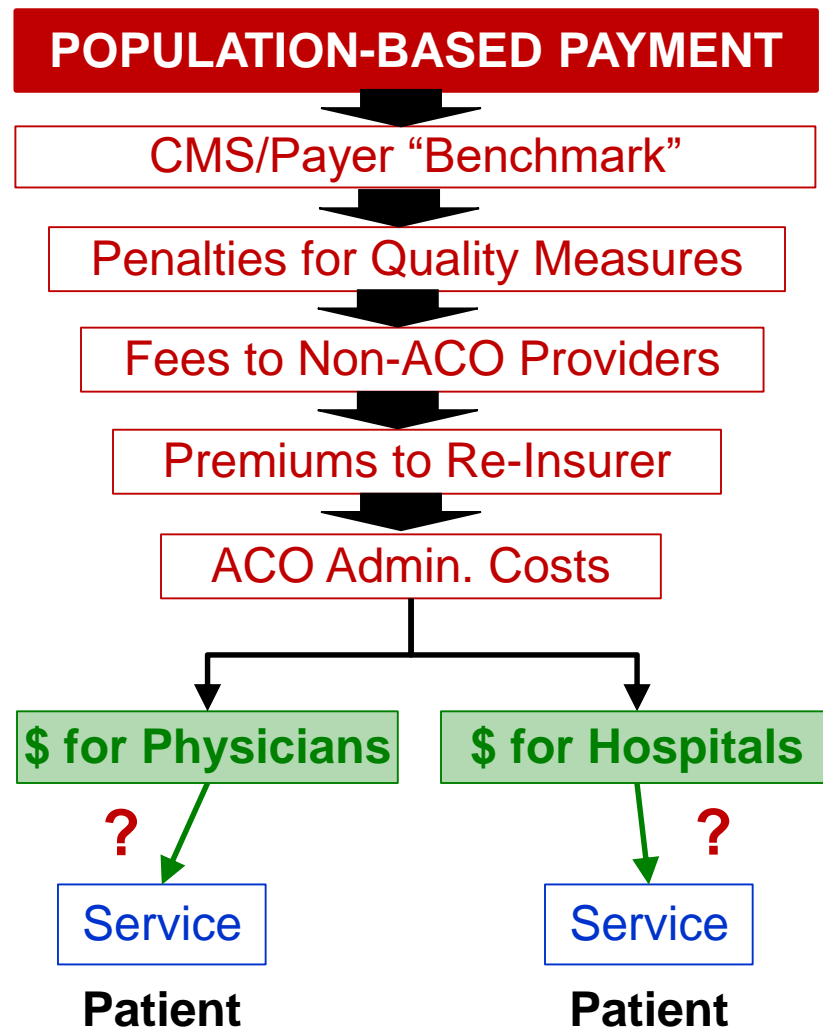 POPULATION-BASED PAYMENT
CMS/Payer “Benchmark”
Penalties for Quality Measures
Fees to Non-ACO Providers
Premiums to Re-Insurer
ACO Admin. Costs
$ for Physicians
$ for Hospitals
?
?
Service
Service
Patient
Patient